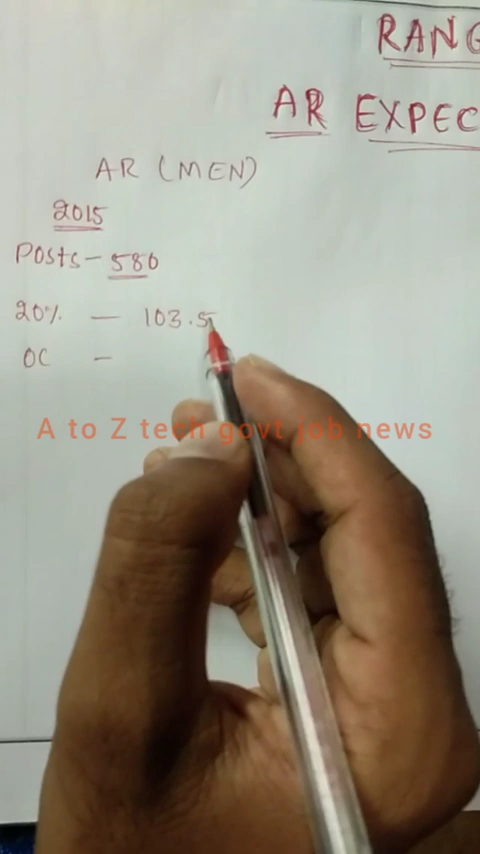 RANG
AR EXPEC
AR (MEN)
2015
Posts - 580
20% — 103.5
OC -
A to Z tech govt job news